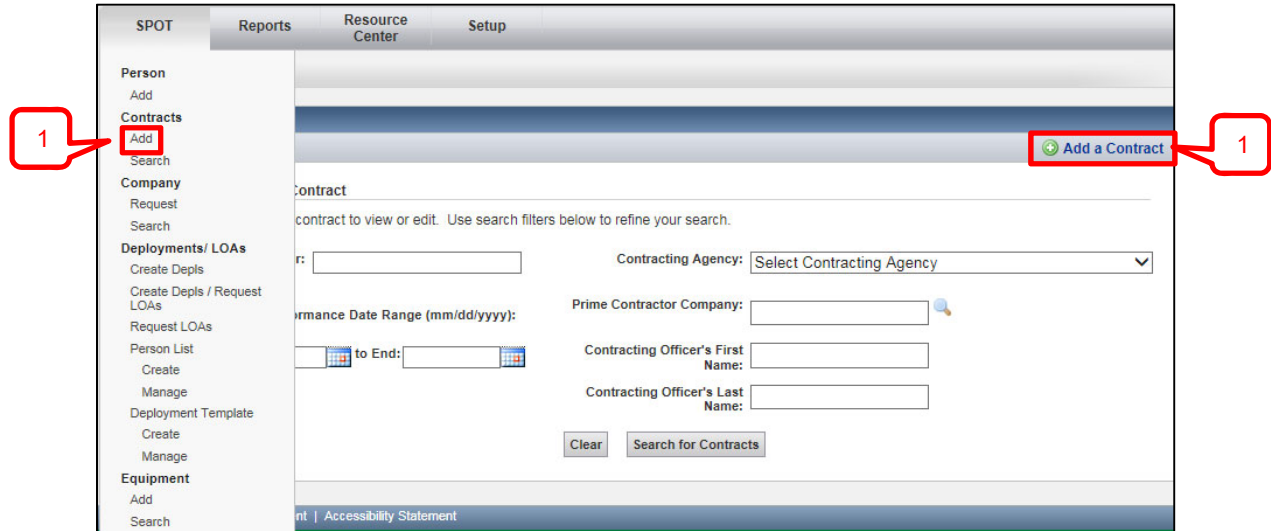 SPOT Reports Resource Center Setup
Person
Add
Contracts
1
Add
Search
Add a Contract
1
Company
Request
Search
Deployments/ LOAs
Create Depls
Create Depls / Request
LOAs
Request LOAs
Person List
Create
Manage
Deployment Template
Create
Manage
Equipment
Add
Search
Contract
contract to view or edit. Use search filters below to refine your search.
r:
Contracting Agency: Select Contracting Agency
Prime Contractor Company:
rmance Date Range (mm/dd/yyyy):
to End:
Contracting Officer's First
Name:
Contracting Officer's Last
Name:
Clear Search for Contracts
nt | Accessibility Statement